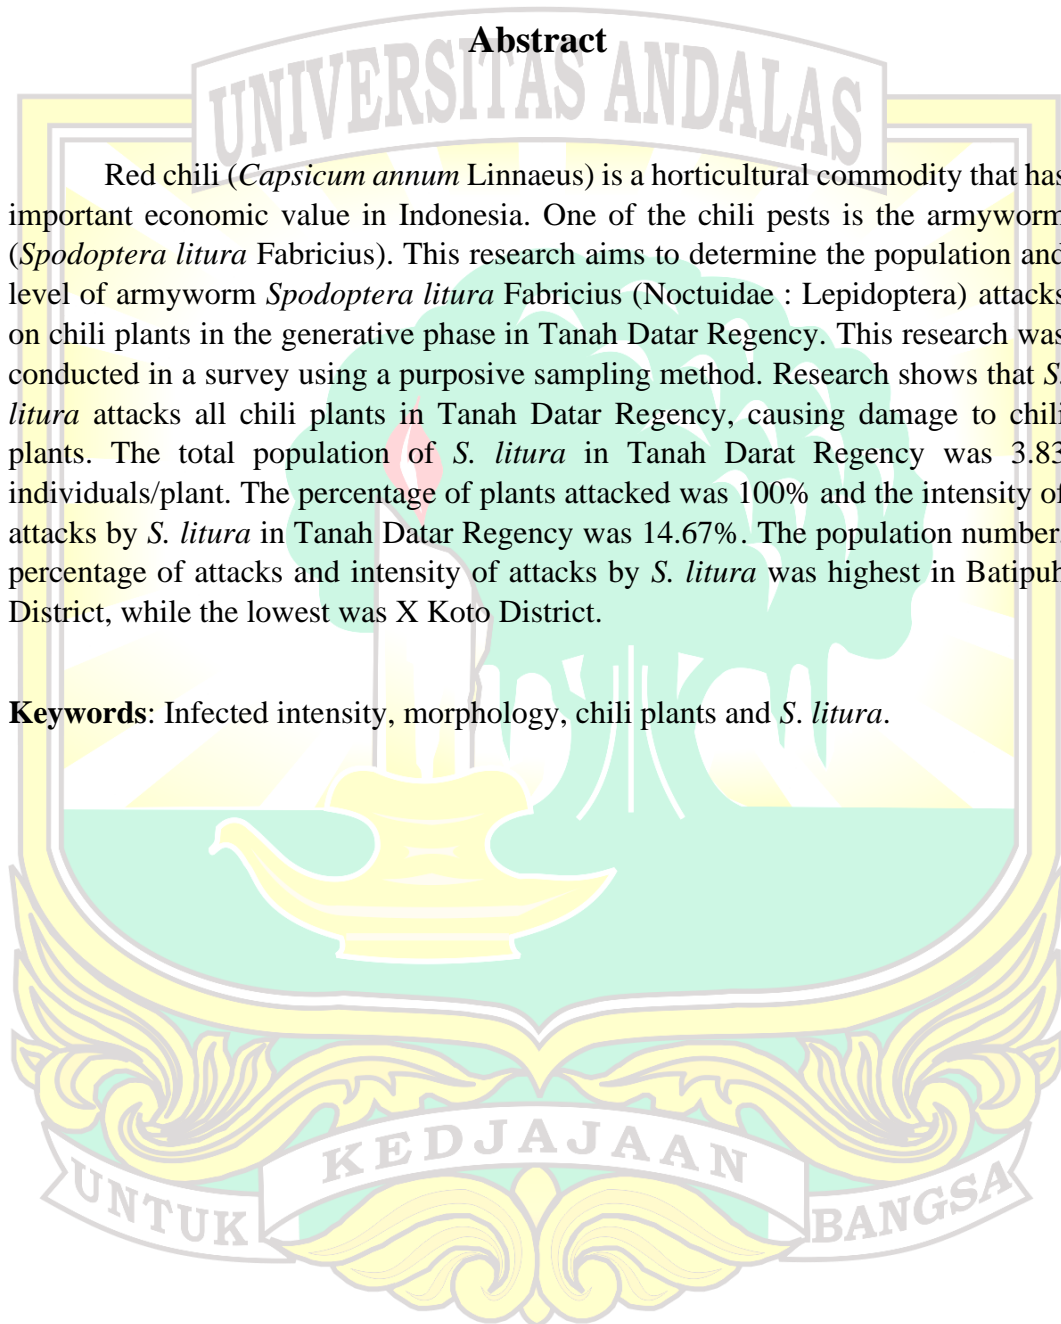 Abstract
UNIVERSITAS ANDALAS
Red chili (Capsicum annum Linnaeus) is a horticultural commodity that has
important economic value in Indonesia. One of the chili pests is the armyworm
(Spodoptera litura Fabricius). This research aims to determine the population and
level of armyworm Spodoptera litura Fabricius (Noctuidae : Lepidoptera) attacks
on chili plants in the generative phase in Tanah Datar Regency. This research was
conducted in a survey using a purposive sampling method. Research shows that S.
litura attacks all chili plants in Tanah Datar Regency, causing damage to chili
plants. The total population of S. litura in Tanah Darat Regency was 3.83
individuals/plant. The percentage of plants attacked was 100% and the intensity of
attacks by S. litura in Tanah Datar Regency was 14.67%. The population number,
percentage of attacks and intensity of attacks by S. litura was highest in Batipuh
District, while the lowest was X Koto District.
Keywords: Infected intensity, morphology, chili plants and S. litura.
UNTUK KEDJAJAAN BANGSA